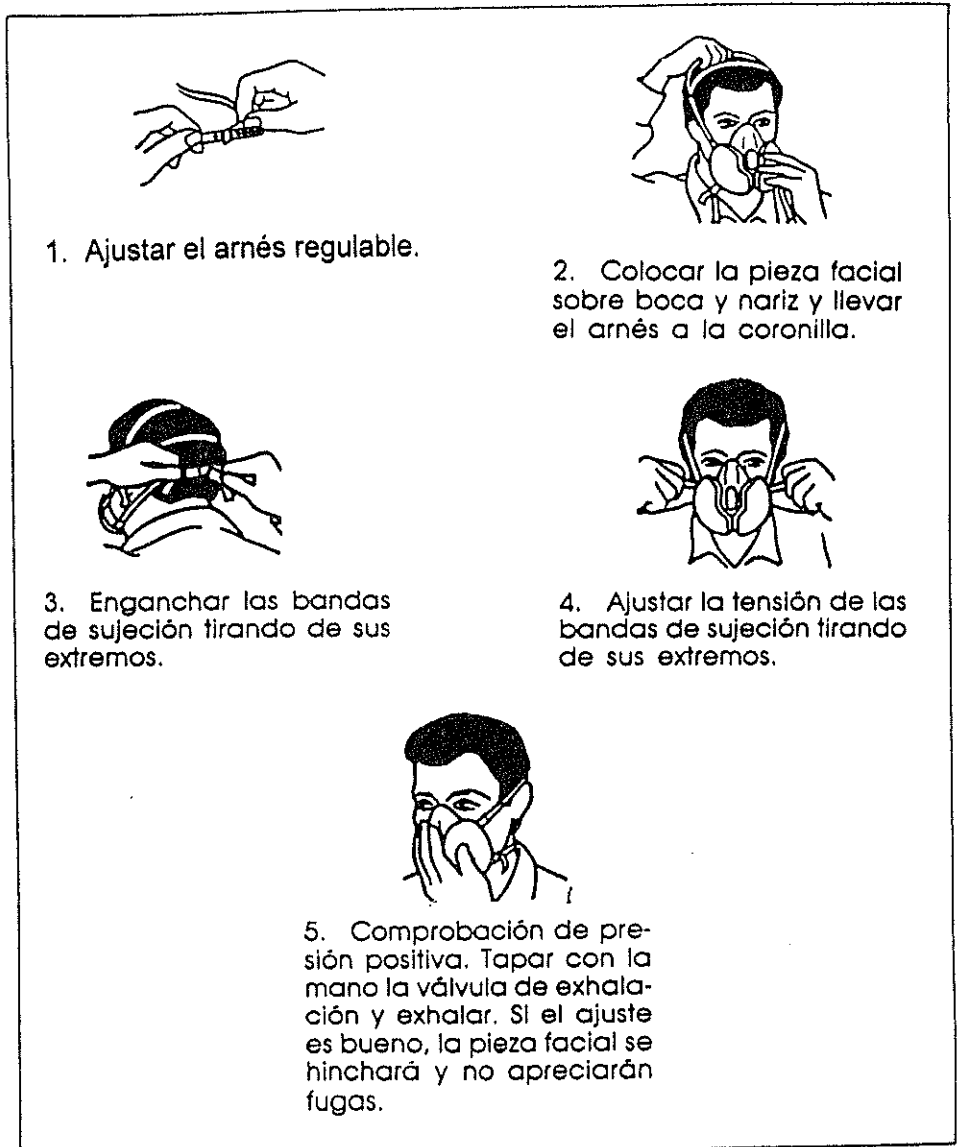 1. Ajustar el arnés regulable.
2. Colocar la pieza facial
sobre boca y nariz y llevar
el arnés a la coronilla.
3. Enganchar las bandas
de sujeción tirando de sus
extremos.
4. Ajustar la tensión de las
bandas de sujeción tirando
de sus extremos.
5. Comprobación de pre-
sión positiva. Tapar con la
mano la válvula de exhala-
ción y exhalar. Si el ajuste
es bueno, la pieza facial se
hinchará y no apreciarán
fugas.